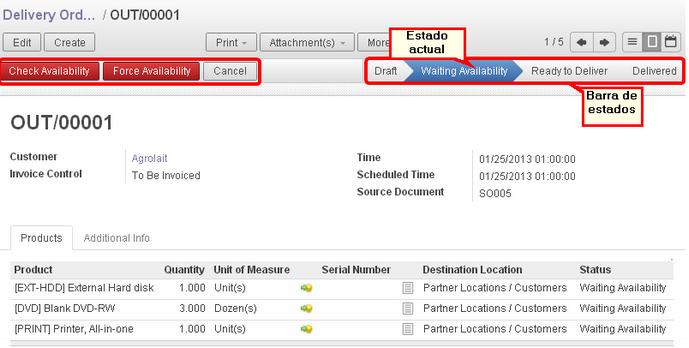 Delivery Ord... / OUT/00001
Edit Create Print Attachment(s) More 1 / 5
Estado
actual
Check Availability Force Availability Cancel Draft Waiting Availability Ready to Deliver Delivered
Barra de
estados
OUT/00001
Customer Agrolait Time 01/25/2013 01:00:00
Invoice Control To Be Invoiced Scheduled Time 01/25/2013 01:00:00
Source Document SO005
Products Additional Info
Product Quantity Unit of Measure Serial Number Destination Location Status
[EXT-HDD] External Hard disk 1.000 Unit(s) Partner Locations / Customers Waiting Availability
[DVD] Blank DVD-RW 3.000 Dozen(s) Partner Locations / Customers Waiting Availability
[PRINT] Printer, All-in-one 1.000 Unit(s) Partner Locations / Customers Waiting Availability